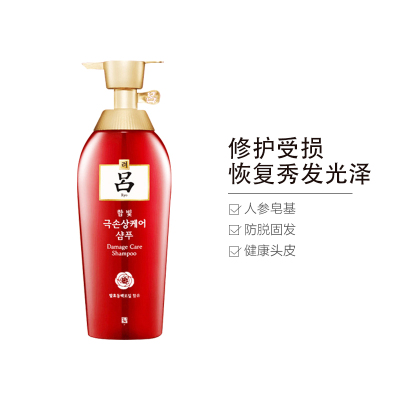 려
呂
Ryo
함빛
극손상케어
샴푸
Damage Care
Shampoo
修护受损
恢复秀发光泽
人参皂基
防脱固发
健康头皮